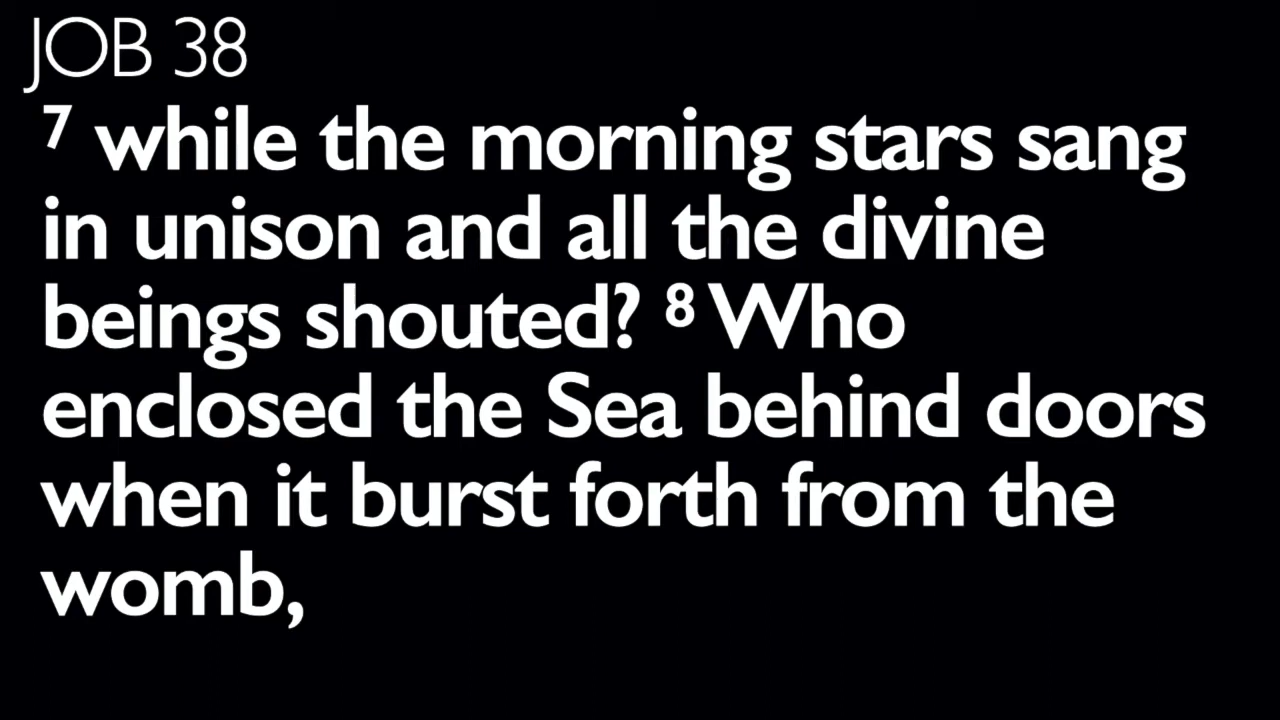 JOB 38
7 while the morning stars sang
in unison and all the divine
beings shouted? 8 Who
enclosed the Sea behind doors
when it burst forth from the
womb,